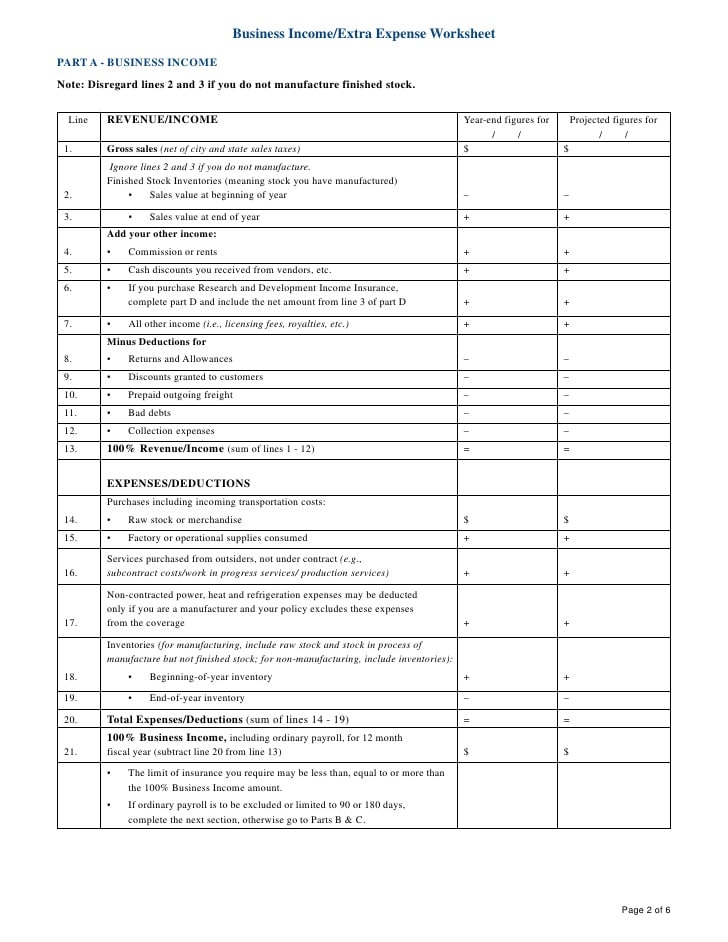 Business Income/Extra Expense Worksheet
PART A - BUSINESS INCOME
Note: Disregard lines 2 and 3 if you do not manufacture finished stock.
Line REVENUE/INCOME Year-end figures for Projected figures for
/ / / /
1. Gross sales (net of city and state sales taxes) $ $
Ignore lines 2 and 3 if you do not manufacture.
Finished Stock Inventories (meaning stock you have manufactured)
2. • Sales value at beginning of year – –
3. • Sales value at end of year + +
Add your other income:
4. • Commission or rents + +
5. • Cash discounts you received from vendors, etc. + +
6. • If you purchase Research and Development Income Insurance,
complete part D and include the net amount from line 3 of part D + +
7. • All other income (i.e., licensing fees, royalties, etc.) + +
Minus Deductions for
8. • Returns and Allowances – –
9. • Discounts granted to customers – –
10. • Prepaid outgoing freight – –
11. • Bad debts – –
12. • Collection expenses – –
13. 100% Revenue/Income (sum of lines 1 - 12) = =
EXPENSES/DEDUCTIONS
Purchases including incoming transportation costs:
14. • Raw stock or merchandise $ $
15. • Factory or operational supplies consumed + +
Services purchased from outsiders, not under contract (e.g.,
16. subcontract costs/work in progress services/ production services) + +
Non-contracted power, heat and refrigeration expenses may be deducted
only if you are a manufacturer and your policy excludes these expenses
17. from the coverage + +
Inventories (for manufacturing, include raw stock and stock in process of
manufacture but not finished stock; for non-manufacturing, include inventories):
18. • Beginning-of-year inventory + +
19. • End-of-year inventory – –
20. Total Expenses/Deductions (sum of lines 14 - 19) = =
100% Business Income, including ordinary payroll, for 12 month
21. fiscal year (subtract line 20 from line 13) $ $
• The limit of insurance you require may be less than, equal to or more than
the 100% Business Income amount.
• If ordinary payroll is to be excluded or limited to 90 or 180 days,
complete the next section, otherwise go to Parts B & C.
Page 2 of 6